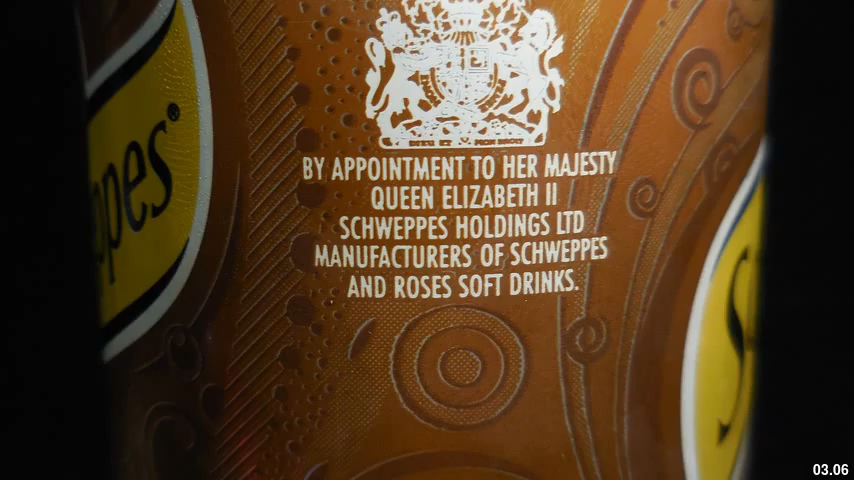 BY APPOINTMENT TO HER MAJESTY
QUEEN ELIZABETH II
SCHWEPPES HOLDINGS LTD
MANUFACTURERS OF SCHWEPPES
AND ROSES SOFT DRINKS.
ppes®
S
03.06